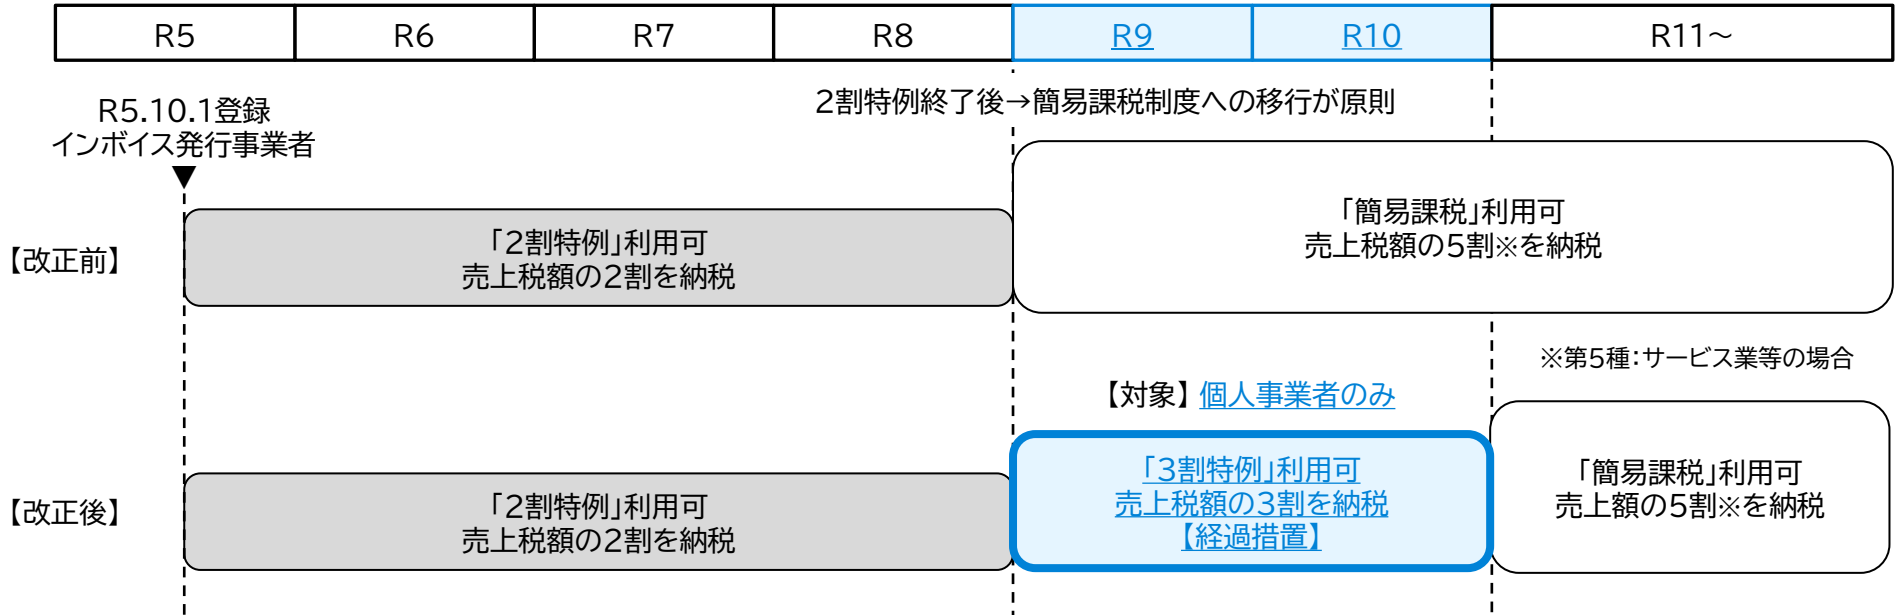 R5 R6 R7 R8 R9 R10 R11～
R5.10.1登録
インボイス発行事業者
2割特例終了後→簡易課税制度への移行が原則
【改正前】
「2割特例」利用可
売上税額の2割を納税
「簡易課税」利用可
売上税額の5割※を納税
※第5種：サービス業等の場合
【対象】個人事業者のみ
【改正後】
「2割特例」利用可
売上税額の2割を納税
「3割特例」利用可
売上税額の3割を納税
【経過措置】
「簡易課税」利用可
売上額の5割※を納税